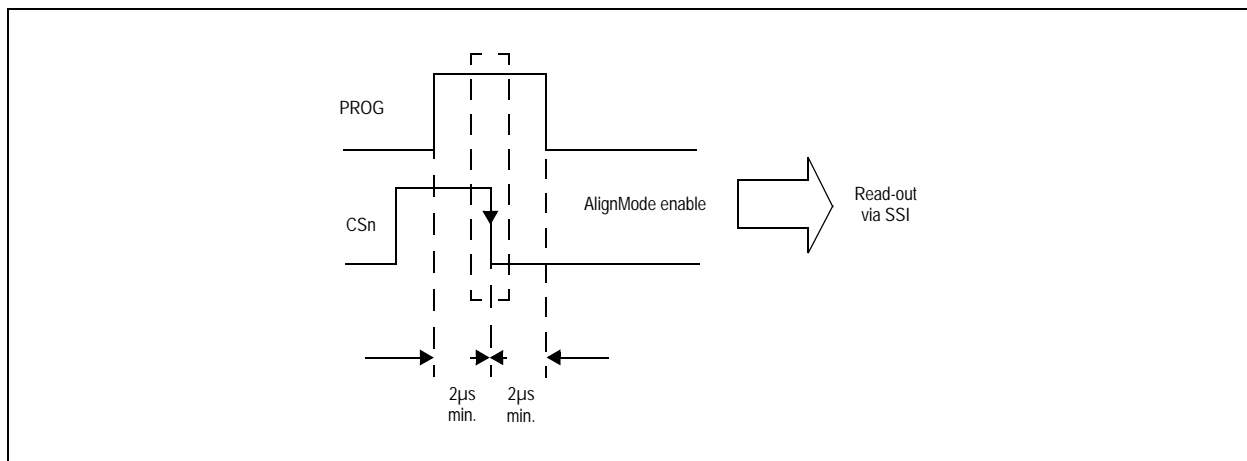 PROG
CSn
AlignMode enable
Read-out
via SSI
2µs
min.
2µs
min.